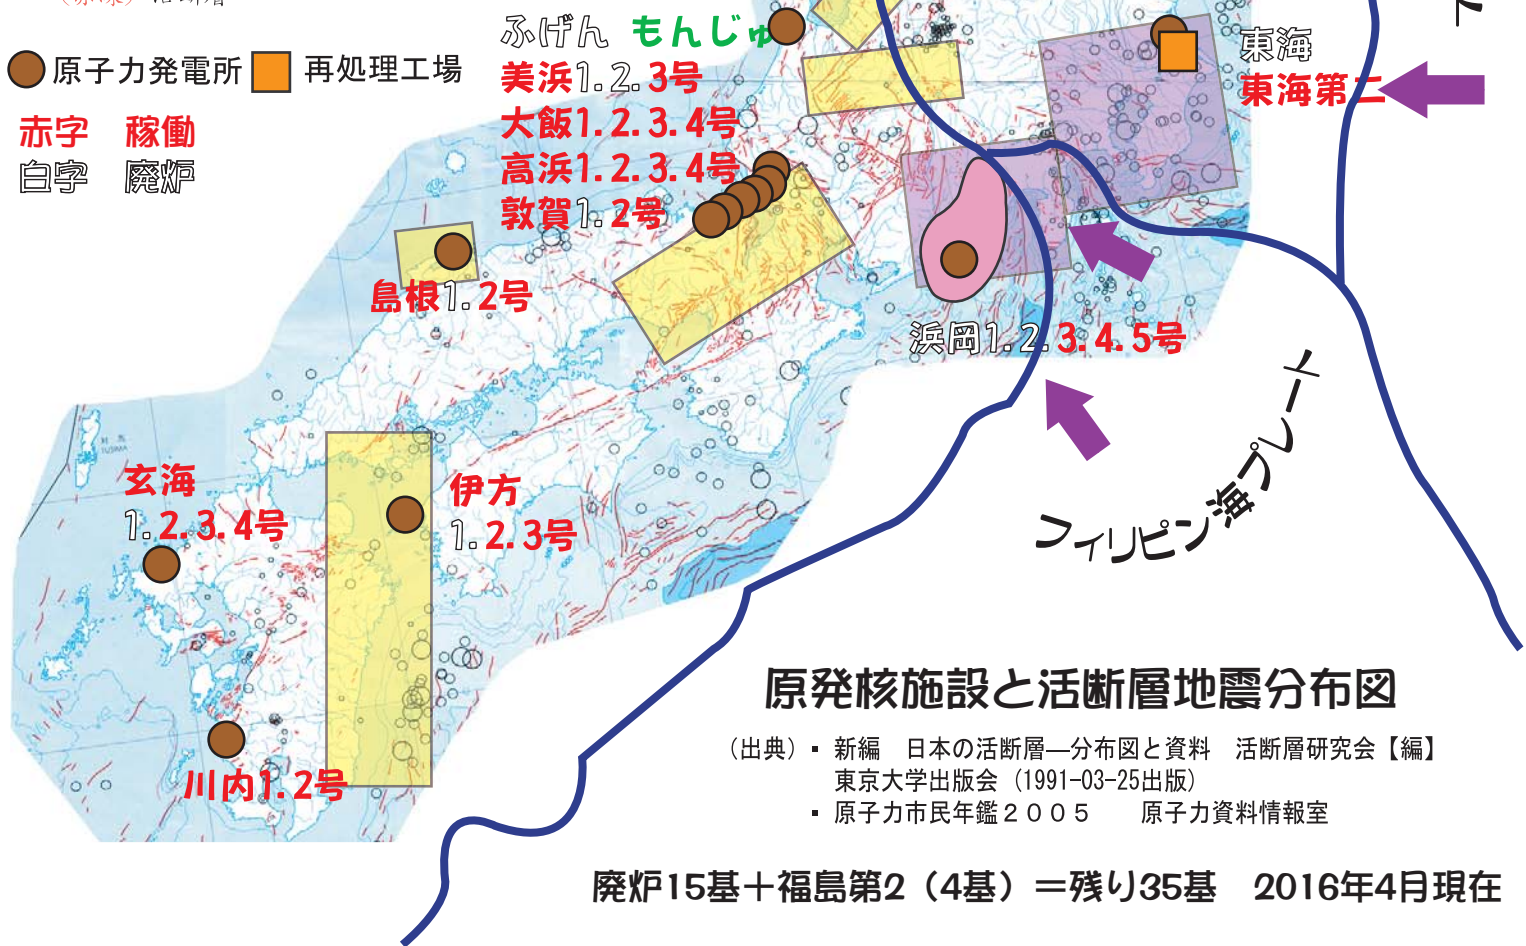 活断層
原子力発電所
再処理工場
赤字 稼働
白字 廃炉
ふげん もんじゅ
美浜1.2.3号
大飯1.2.3.4号
高浜1.2.3.4号
敦賀1.2号
東海
東海第二
島根1.2号
浜岡1.2.3.4.5号
玄海
1.2.3.4号
伊方
1.2.3号
川内1.2号
フィリピン海プレート
原発核施設と活断層地震分布図
(出典)▪ 新編 日本の活断層―分布図と資料 活断層研究会【編】
東京大学出版会(1991-03-25出版)
▪ 原子力市民年鑑2005 原子力資料情報室
廃炉15基+福島第2(4基)=残り35基 2016年4月現在